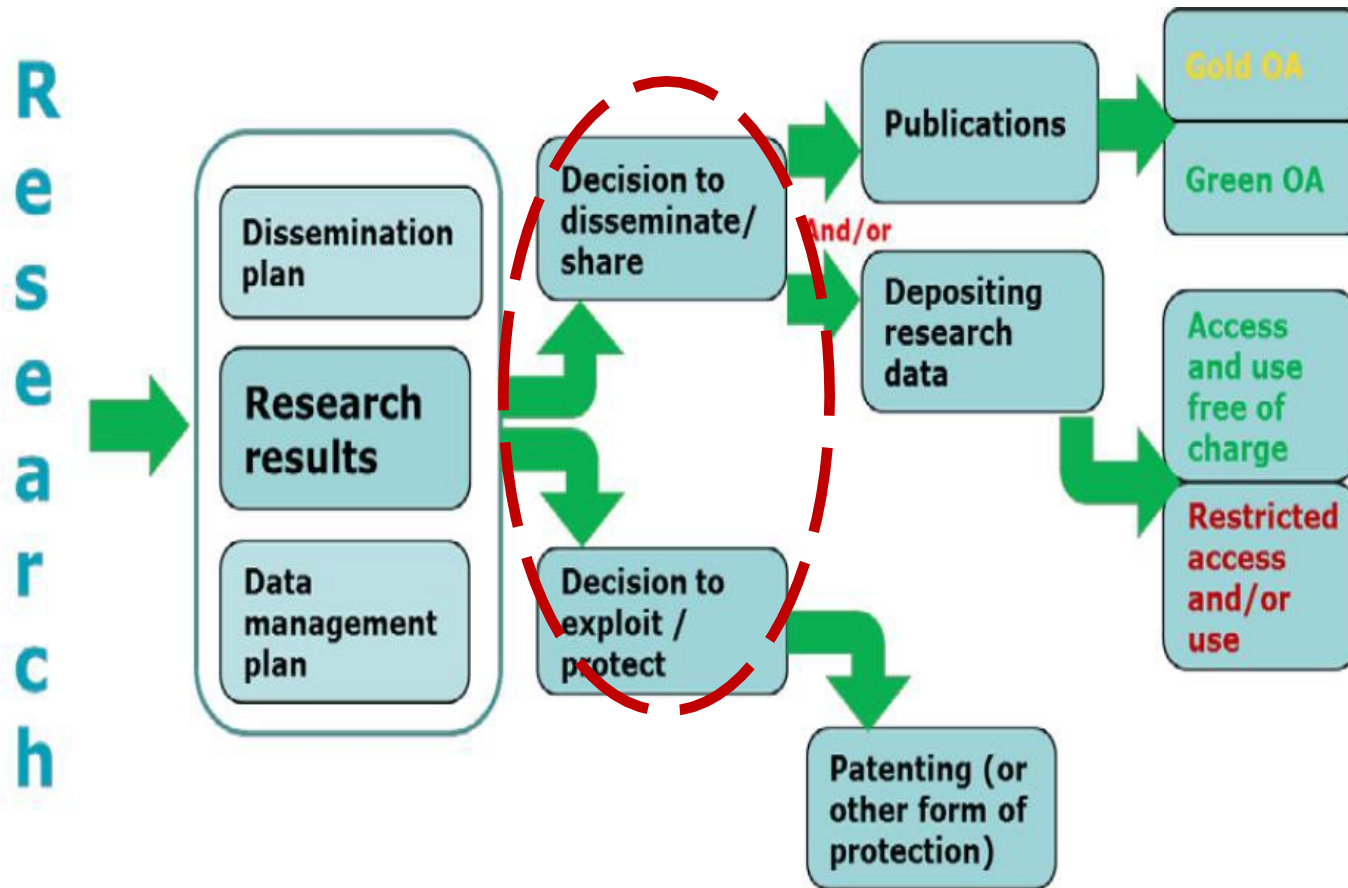 Research
Dissemination
plan
Research
results
Data
management
plan
Decision to
disseminate/
share
Decision to
exploit /
protect
And/or
Publications
Depositing
research
data
Patenting (or
other form of
protection)
Gold OA
Green OA
Access
and use
free of
charge
Restricted
access
and/or
use